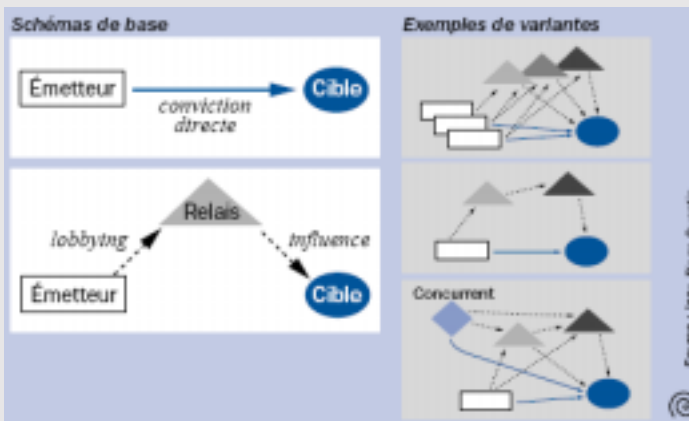 Schémas de base
Émetteur
Cible
conviction
directe
Relais
lobbying
influence
Émetteur
Cible
Exemples de variantes
Concurrent